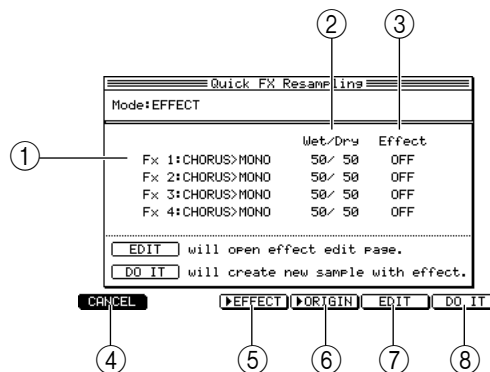 ② ③
Quick FX Resampling
Mode:EFFECT
Wet/Dry Effect
① Fx 1:CHORUS>MONO 50/ 50 OFF
Fx 2:CHORUS>MONO 50/ 50 OFF
Fx 3:CHORUS>MONO 50/ 50 OFF
Fx 4:CHORUS>MONO 50/ 50 OFF
EDIT will open effect edit page.
DO IT will create new sample with effect.
CANCEL ▶EFFECT ▶ORIGIN EDIT DO IT
④ ⑤ ⑥ ⑦ ⑧